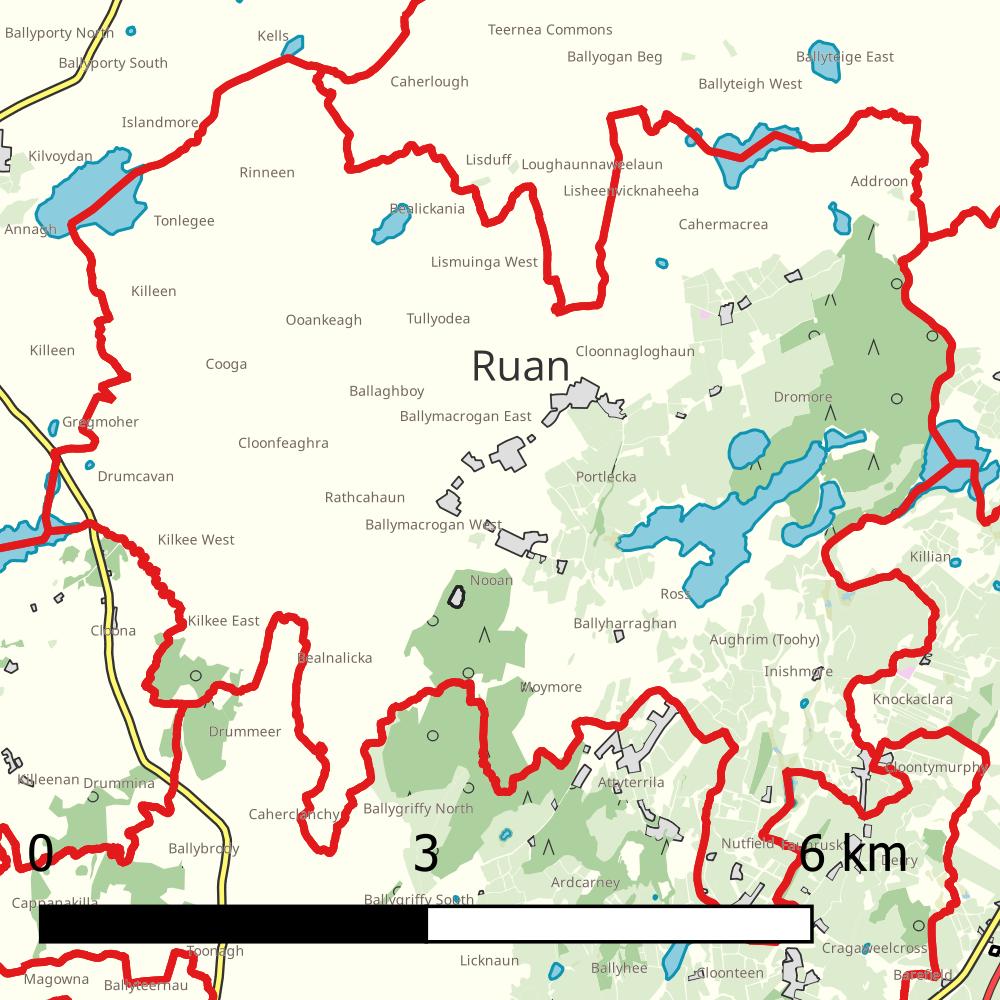 Ballyporty North
Teernea Commons
Kells
Ballyogan Beg
Ballyteige East
Ballyporty South
Caherlough
Ballyteigh West
Islandmore
Kilvoydan
Lisduff
Loughaunnaweelaun
Rinneen
Addroon
Lisheenvicknaheeha
Bealickania
Tonlegee
Cahermacrea
Annagh
Lismuinga West
Killeen
Ooankeagh
Tullyodea
Killeen
Cloonnagloghaun
Ruan
Cooga
Ballaghboy
Dromore
Ballymacrogan East
Gregmoher
Cloonfeaghra
Drumcavan
Portlecka
Rathcahaun
Ballymacrogan West
Kilkee West
Killian
Nooan
Ross
Kilkee East
Ballyharraghan
Cloona
Aughrim (Toohy)
Bealnalicka
Inishmore
Moymore
Knockaclara
Drummeer
Cloontymurphy
Killeenan
Drummina
Attyterrila
Ballygriffy North
Caherclanchy
Nutfield
Ballybrody
0
3
6 km
Derry
Ardcarney
Ballygriffy South
Cappanakilla
Toonagh
Cragaweelcross
Licknaun
Ballyhee
Cloonteen
Barefield
Magowna
Ballyteernau